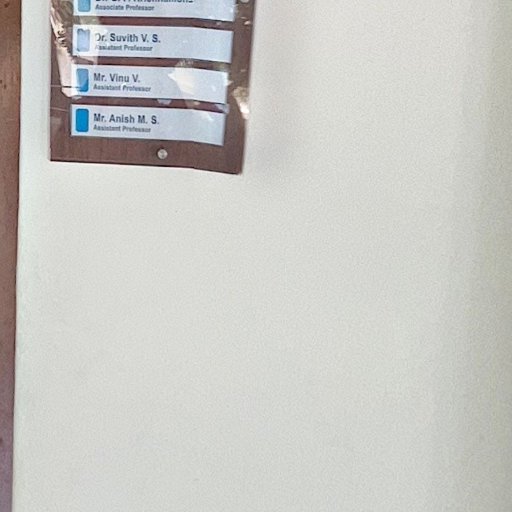 Associate Professor
Dr. Suvith V. S.
Assistant Professor
Mr. Vinu V.
Assistant Professor
Mr. Anish M. S.
Assistant Professor